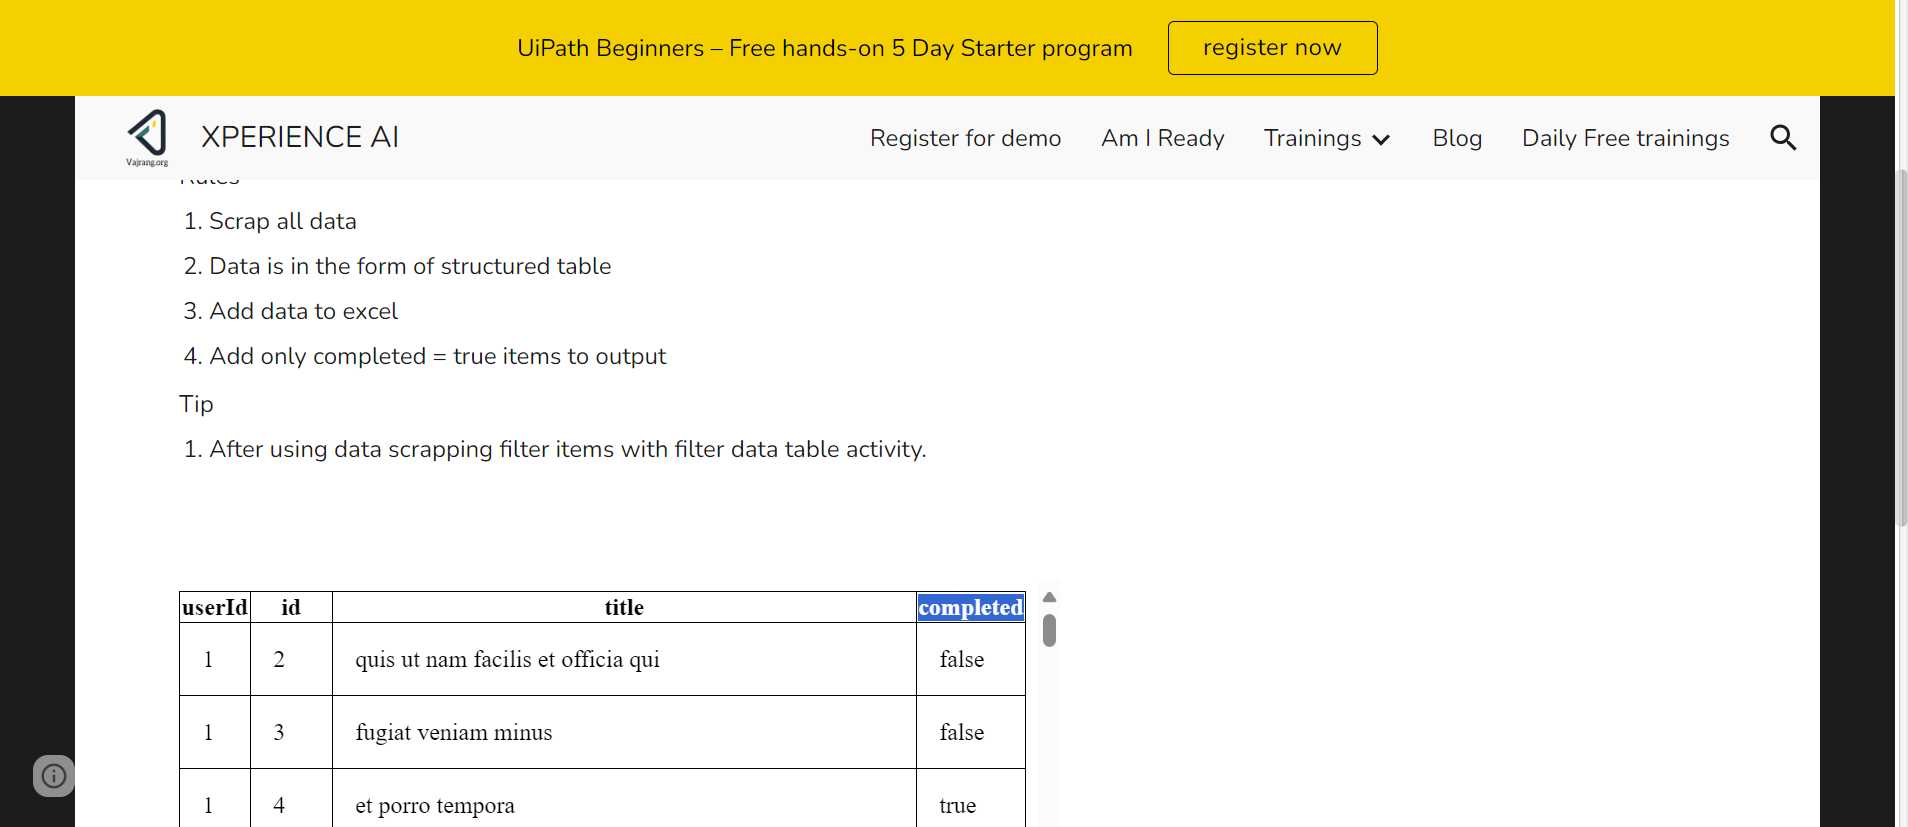 UiPath Beginners – Free hands-on 5 Day Starter program
register now
Vajrang.org
XPERIENCE AI
Register for demo
Am I Ready
Trainings
Blog
Daily Free trainings
Rules
1. Scrap all data
2. Data is in the form of structured table
3. Add data to excel
4. Add only completed = true items to output
Tip
1. After using data scrapping filter items with filter data table activity.
userId id title completed
1 2 quis ut nam facilis et officia qui false
1 3 fugiat veniam minus false
1 4 et porro tempora true